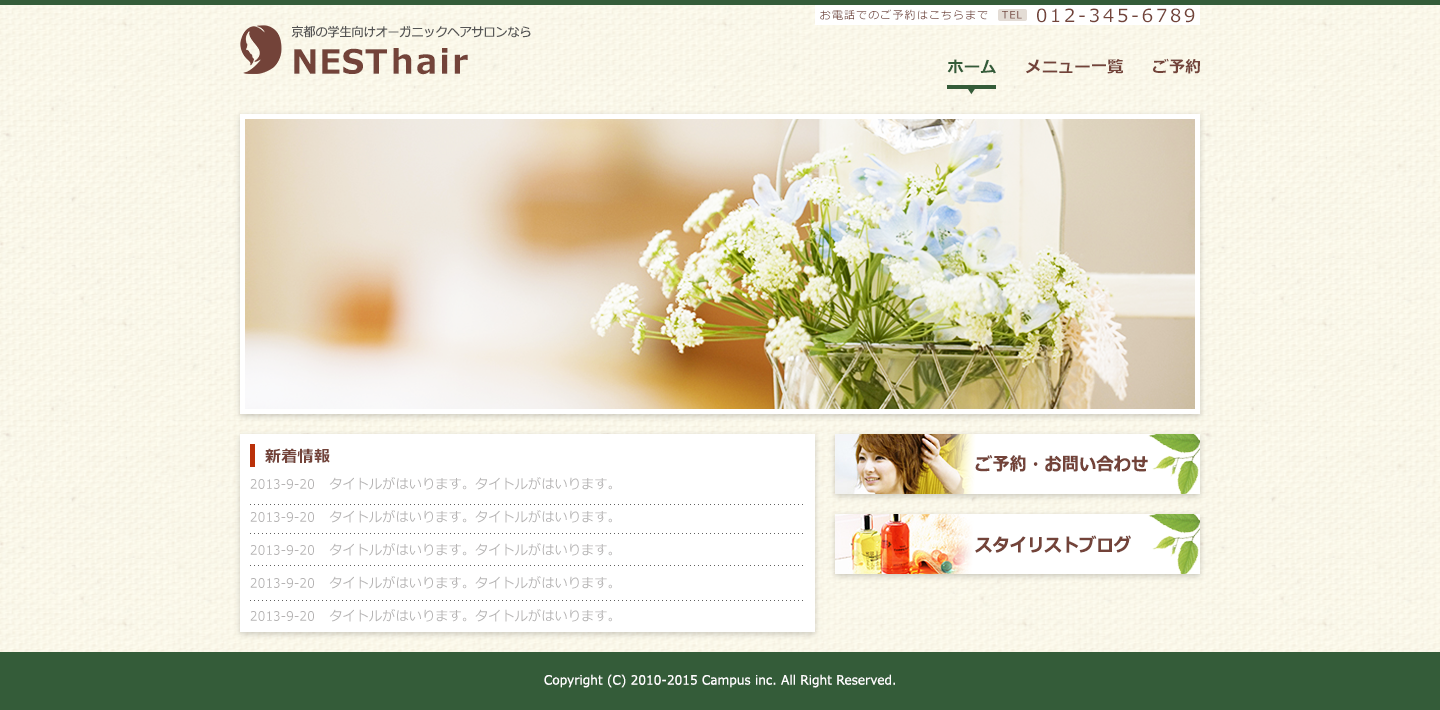 お電話でのご予約はこちらまで TEL 012-345-6789
京都の学生向けオーガニックヘアサロンなら
NESThair
ホーム メニュー一覧 ご予約
新着情報
2013-9-20 タイトルがはいります。タイトルがはいります。
2013-9-20 タイトルがはいります。タイトルがはいります。
2013-9-20 タイトルがはいります。タイトルがはいります。
2013-9-20 タイトルがはいります。タイトルがはいります。
2013-9-20 タイトルがはいります。タイトルがはいります。
ご予約・お問い合わせ
スタイリストブログ
Copyright (C) 2010-2015 Campus inc. All Right Reserved.